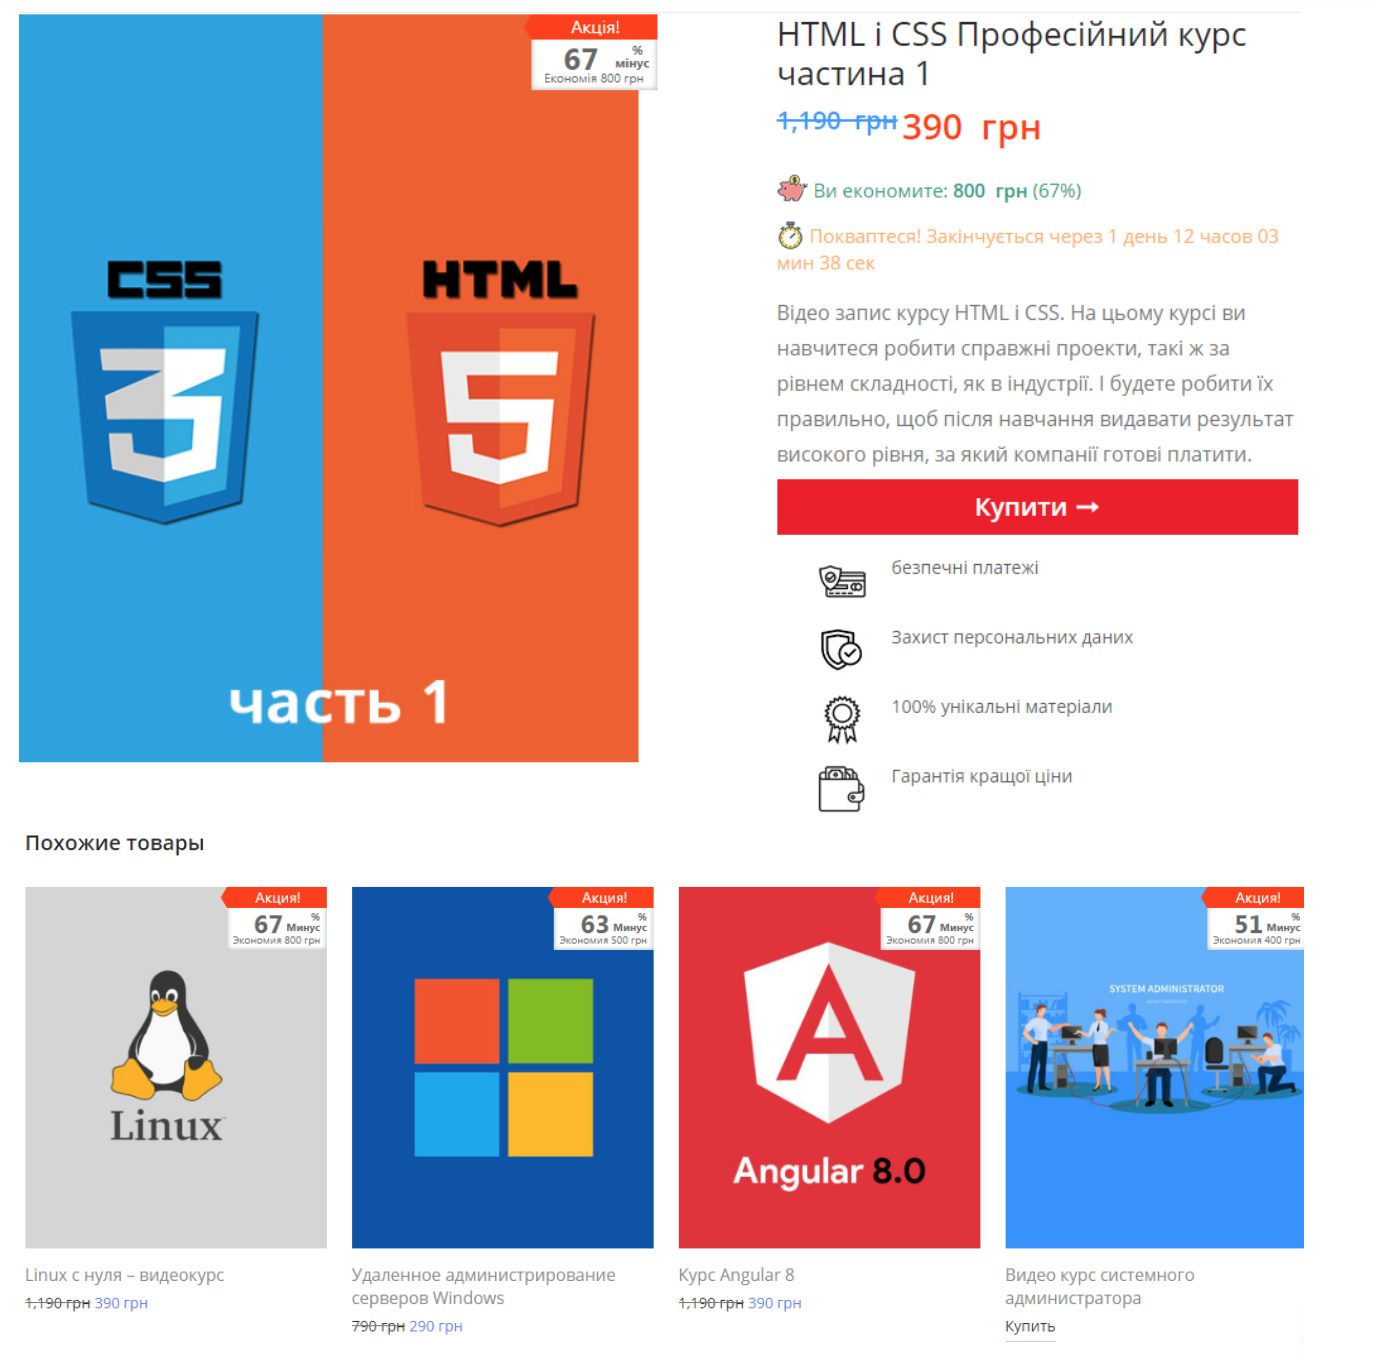 Акція!
67 % мінус
Економія 800 грн
CSS
HTML
часть 1
HTML і CSS Професійний курс
частина 1
1,190 грн 390 грн
Ви економите: 800 грн (67%)
Покваптеся! Закінчується через 1 день 12 часов 03
мин 38 сек
Відео запис курсу HTML і CSS. На цьому курсі ви
навчитеся робити справжні проекти, такі ж за
рівнем складності, як в індустрії. І будете робити їх
правильно, щоб після навчання видавати результат
високого рівня, за який компанії готові платити.
Купити →
безпечні платежі
Захист персональних даних
100% унікальні матеріали
Гарантія кращої ціни
Похожие товары
Акция!
67 % Минус
Экономия 800 грн
Linux
Linux с нуля – видеокурс
1,190 грн 390 грн
Акция!
63 % Минус
Экономия 500 грн
Удаленное администрирование
серверов Windows
790 грн 290 грн
Акция!
67 % Минус
Экономия 800 грн
Angular 8.0
Курс Angular 8
1,190 грн 390 грн
Акция!
51 % Минус
Экономия 400 грн
SYSTEM ADMINISTRATOR
Видео курс системного
администратора
Купить